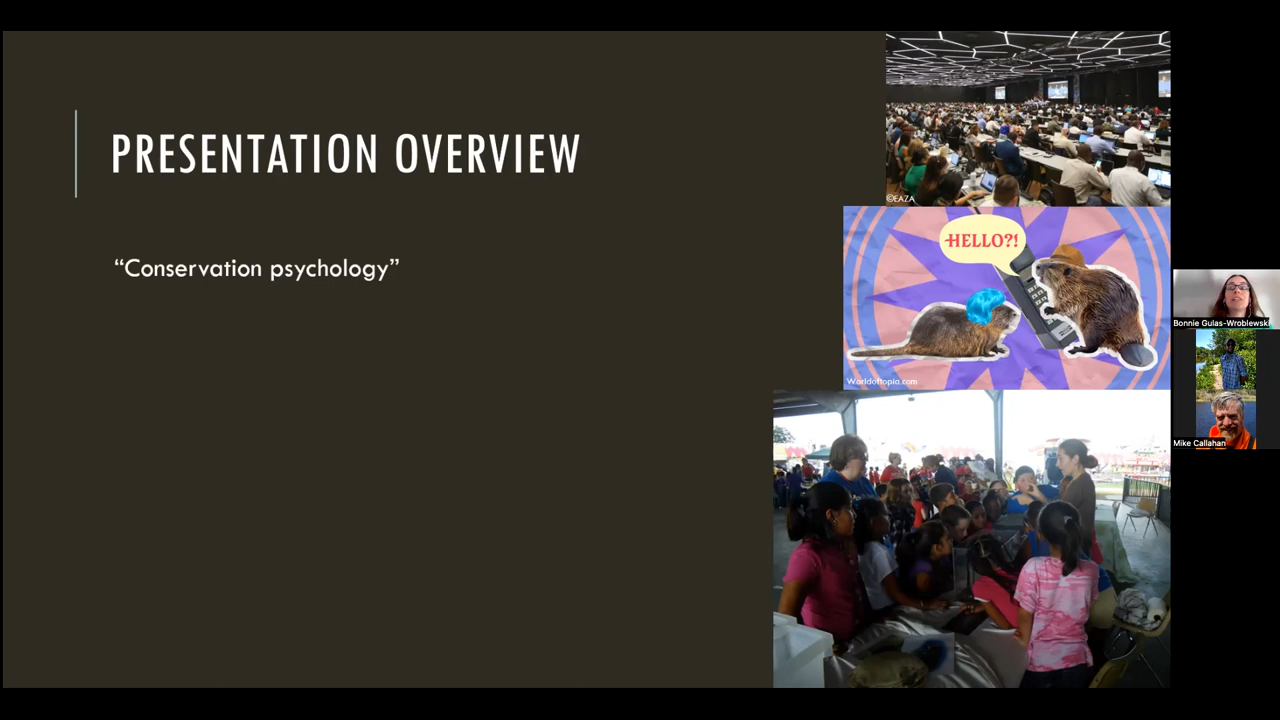 PRESENTATION OVERVIEW
“Conservation psychology”
©EAZA
HELLO?!
Worldoftopia.com
Bonnie Gulas-Wroblewski
Mike Callahan